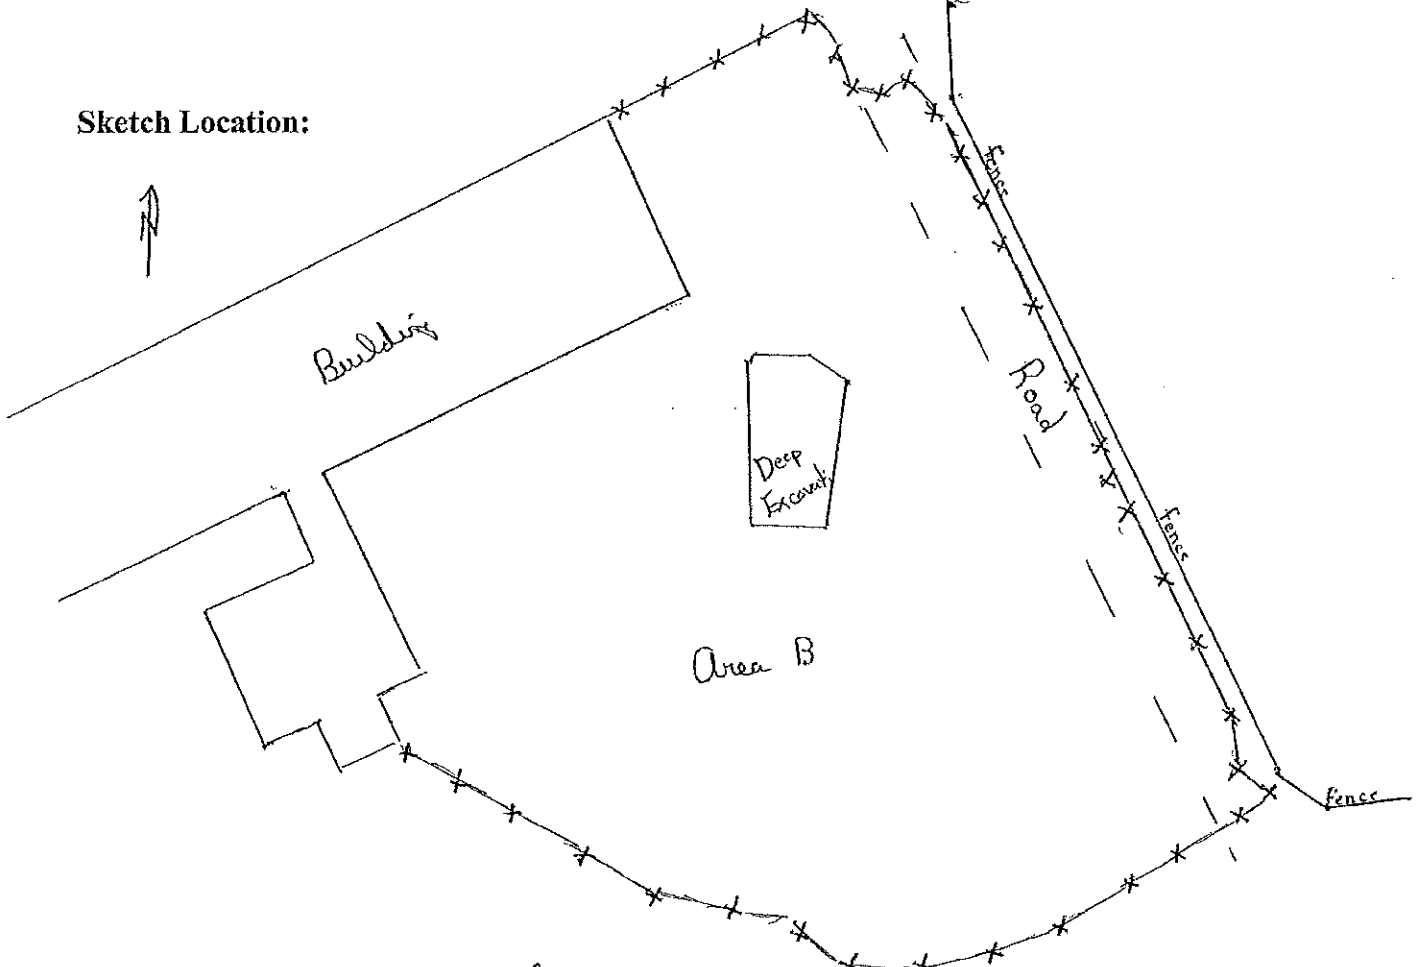 Sketch Location:
N
fence
Building
Road
Deep
Excavati
fence
Area B
fence